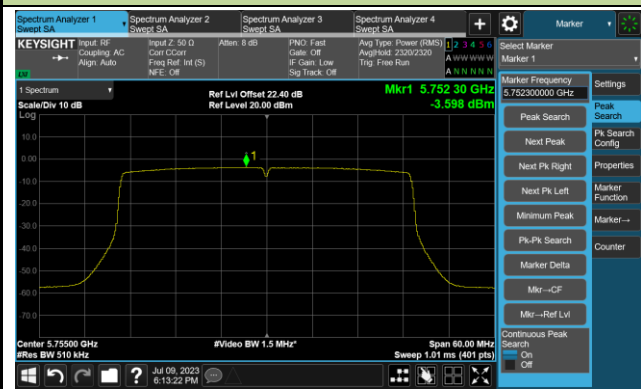 Spectrum Analyzer 1
Swept SA
Spectrum Analyzer 2
Swept SA
Spectrum Analyzer 3
Swept SA
Spectrum Analyzer 4
Swept SA
+
Marker
KEYSIGHT
Input: RF
Coupling: AC
Align: Auto
Input Z: 50 Ω
Corr CCorr
Freq Ref: Int (S)
NFE: Off
Atten: 8 dB
PNO: Fast
Gate: Off
IF Gain: Low
Sig Track: Off
Avg Type: Power (RMS)
Avg|Hold: 2320/2320
Trig: Free Run
1 2 3 4 5 6
A W W W W W
A N N N N N
Select Marker
Marker 1
1 Spectrum
Scale/Div 10 dB
Log
Ref Lvl Offset 22.40 dB
Ref Level 20.00 dBm
Mkr1 5.752 30 GHz
-3.598 dBm
10.0
0.00
-10.0
-20.0
-30.0
-40.0
-50.0
-60.0
-70.0
1
Center 5.75500 GHz
#Res BW 510 kHz
#Video BW 1.5 MHz*
Span 60.00 MHz
Sweep 1.01 ms (401 pts)
Marker Frequency
5.752300000 GHz
Peak Search
Next Peak
Next Pk Right
Next Pk Left
Minimum Peak
Pk-Pk Search
Marker Delta
Mkr→CF
Mkr→Ref Lvl
Continuous Peak
Search
On
Off
Settings
Peak
Search
Pk Search
Config
Properties
Marker
Function
Marker→
Counter
?
Jul 09, 2023
6:13:22 PM